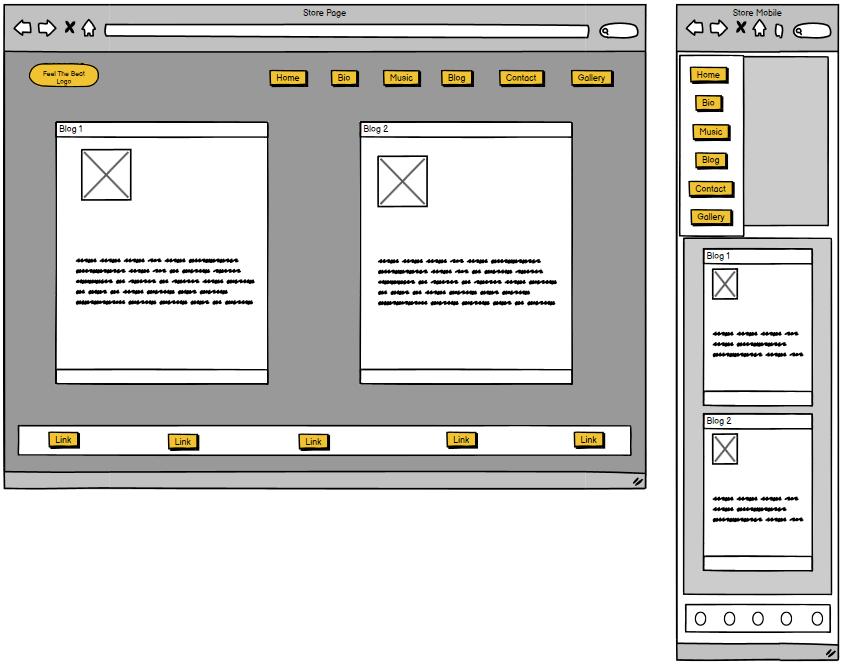 Store Page
Feel The Beat
Logo
Home
Bio
Music
Blog
Contact
Gallery
Blog 1
Blog 2
Link
Link
Link
Link
Link
Store Mobile
Home
Bio
Music
Blog
Contact
Gallery
Blog 1
Blog 2